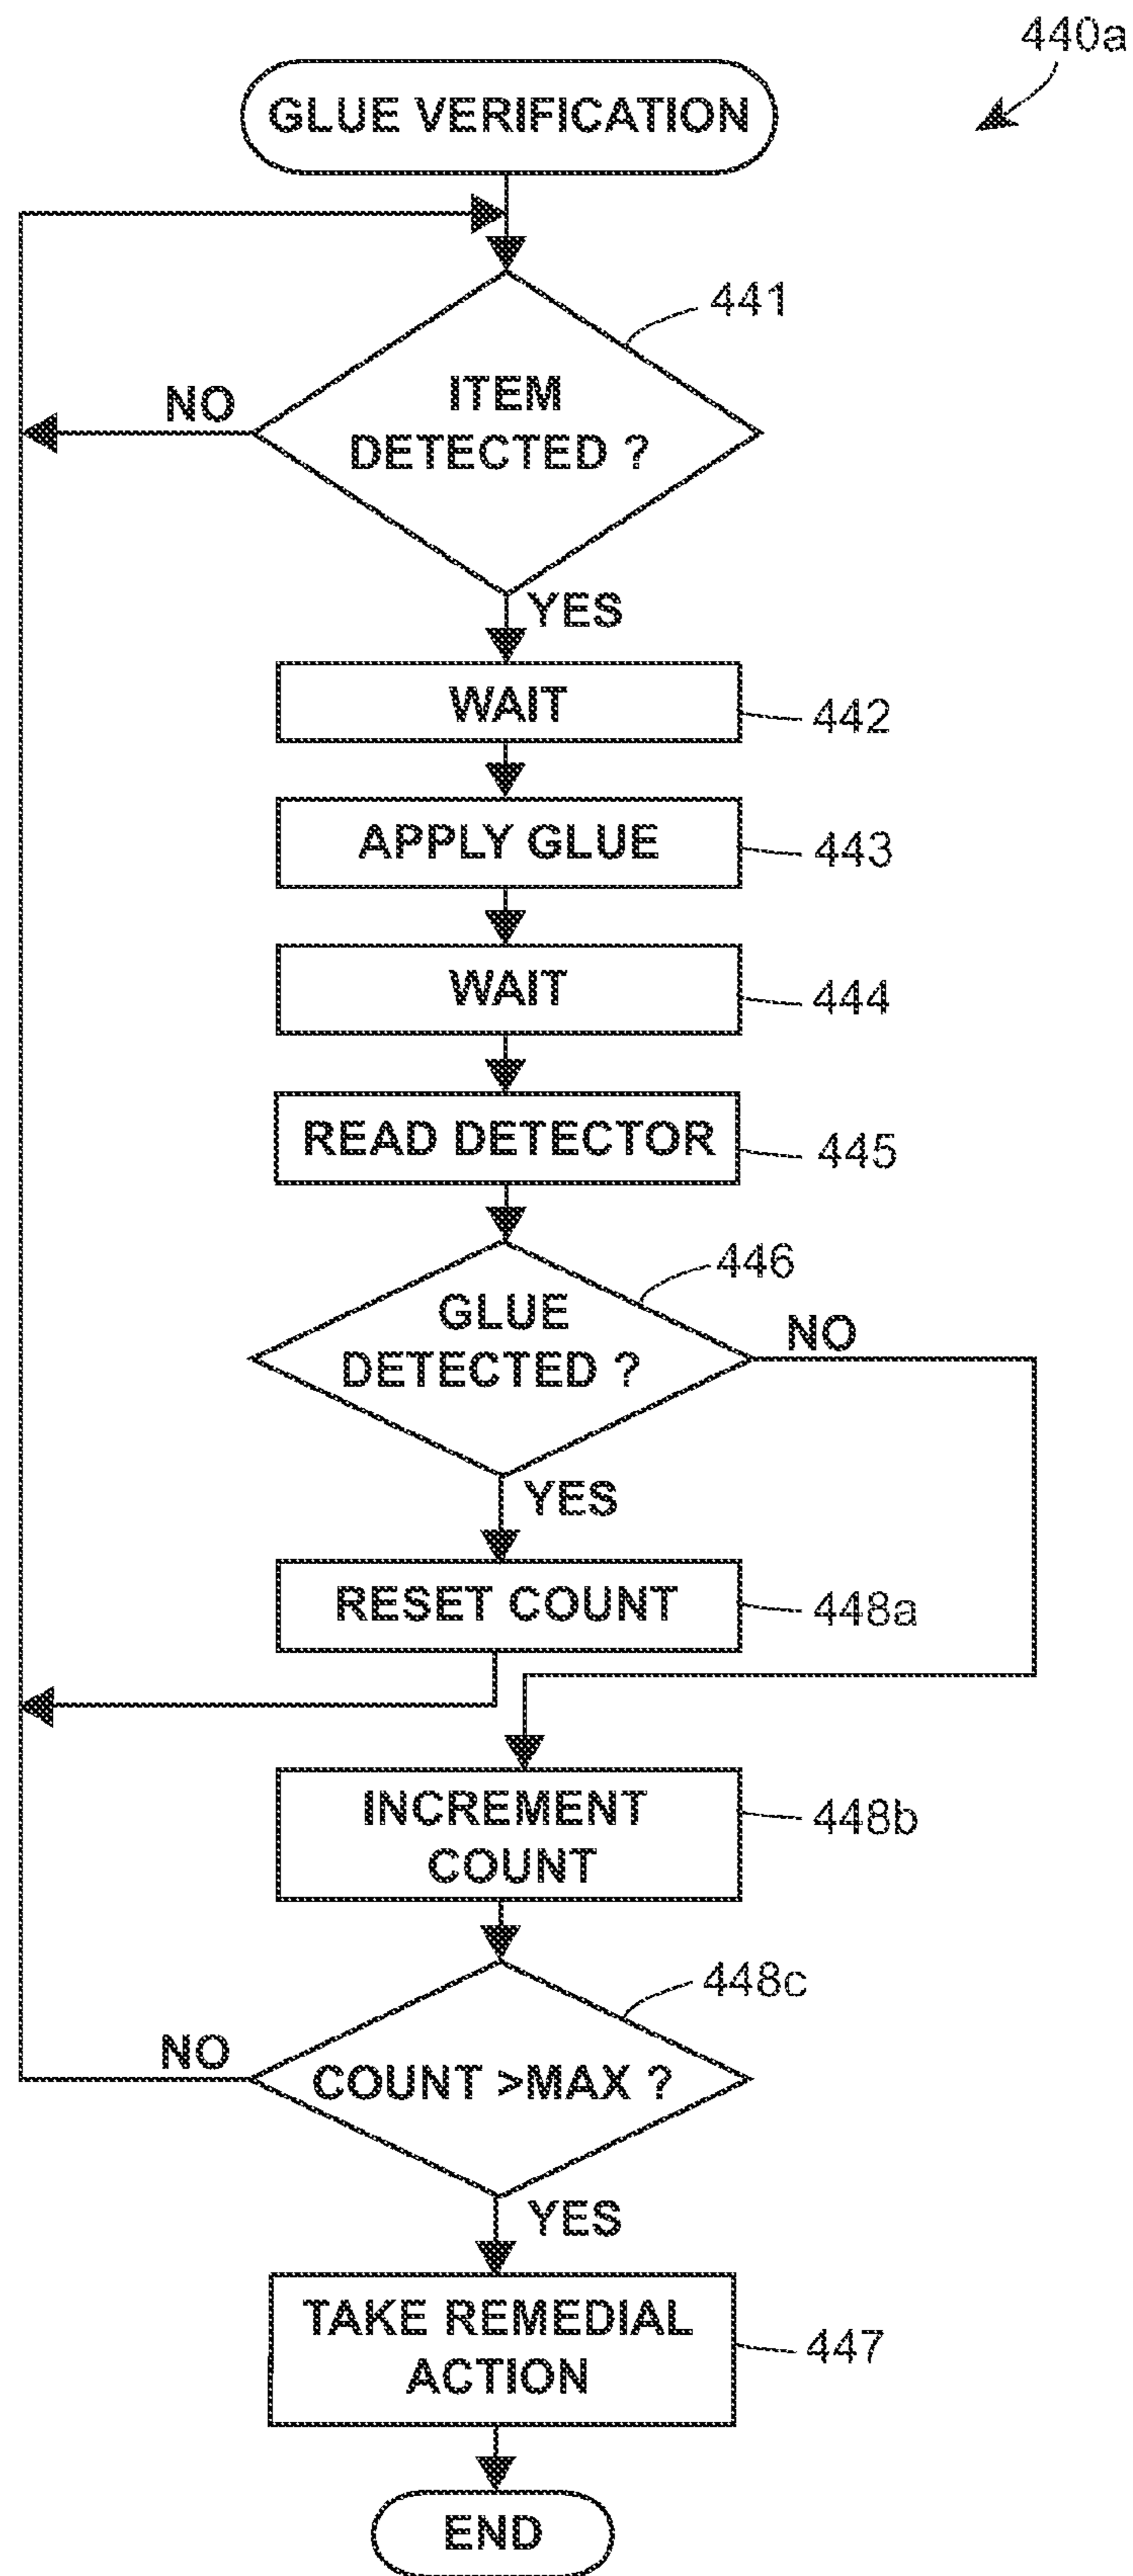 440a
GLUE VERIFICATION
441
ITEM
DETECTED ?
NO
YES
WAIT
442
APPLY GLUE
443
WAIT
444
READ DETECTOR
445
446
GLUE
DETECTED ?
NO
YES
RESET COUNT
448a
INCREMENT
COUNT
448b
448c
COUNT >MAX ?
NO
YES
TAKE REMEDIAL
ACTION
447
END